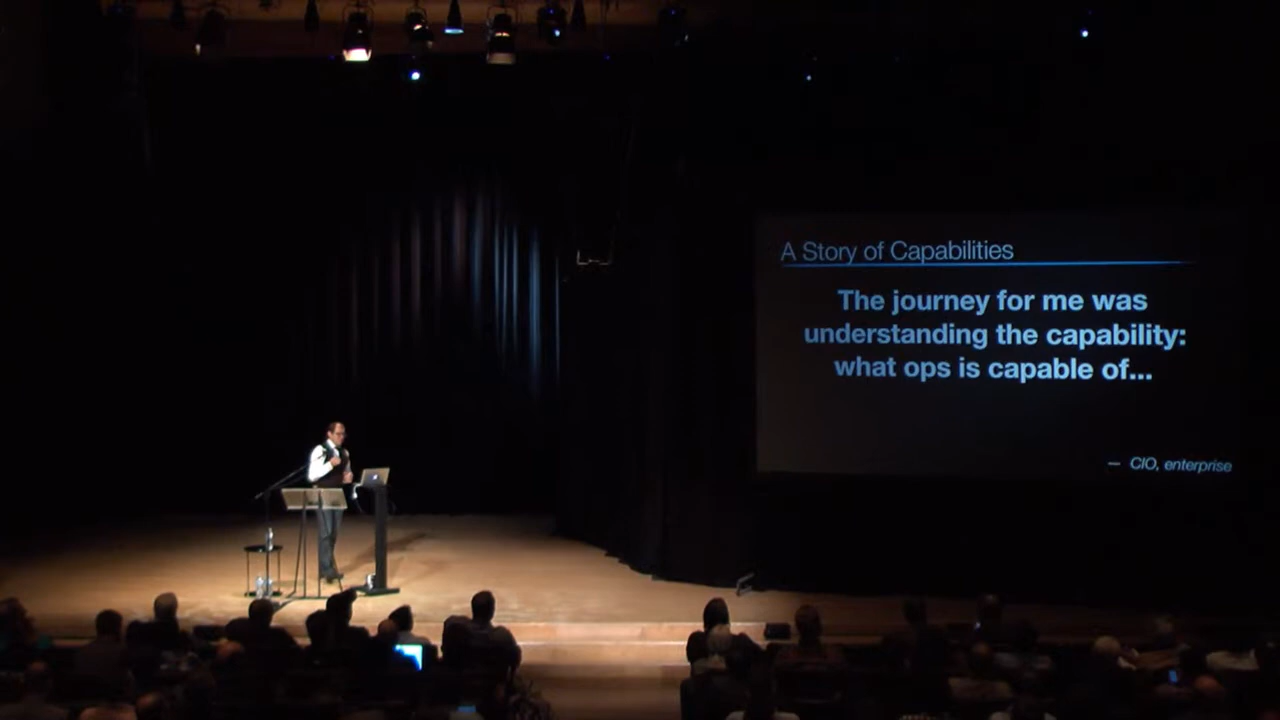 A Story of Capabilities
The journey for me was
understanding the capability:
what ops is capable of...
— CIO, enterprise